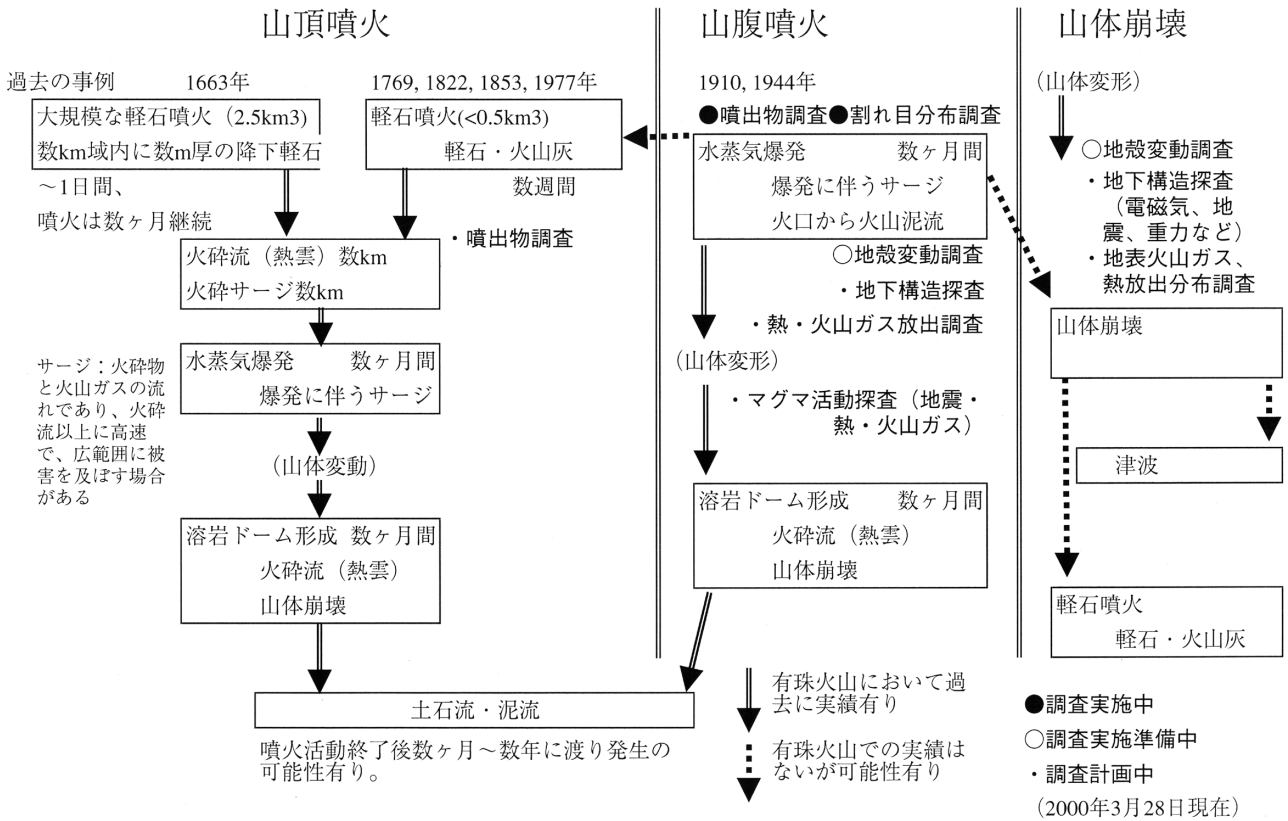 山頂噴火
過去の事例
1663年
1769, 1822, 1853, 1977年
大規模な軽石噴火（2.5km3)
数km域内に数m厚の降下軽石
～1日間、
噴火は数ヶ月継続
軽石噴火(<0.5km3)
軽石・火山灰
数週間
・噴出物調査
火砕流（熱雲）数km
火砕サージ数km
水蒸気爆発 数ヶ月間
爆発に伴うサージ
サージ：火砕物
と火山ガスの流
れであり、火砕
流以上に高速
で、広範囲に被
害を及ぼす場合
がある
(山体変動)
溶岩ドーム形成 数ヶ月間
火砕流（熱雲）
山体崩壊
土石流・泥流
噴火活動終了後数ヶ月～数年に渡り発生の
可能性有り。
山腹噴火
1910, 1944年
●噴出物調査●割れ目分布調査
水蒸気爆発 数ヶ月間
爆発に伴うサージ
火口から火山泥流
○地殻変動調査
・地下構造探査
・熱・火山ガス放出調査
(山体変形)
・マグマ活動探査（地震・
熱・火山ガス）
溶岩ドーム形成 数ヶ月間
火砕流（熱雲）
山体崩壊
有珠火山において過
去に実績有り
有珠火山での実績は
ないが可能性有り
山体崩壊
(山体変形)
○地殻変動調査
・地下構造探査
（電磁気、地
震、重力など）
・地表火山ガス、
熱放出分布調査
山体崩壊
津波
軽石噴火
軽石・火山灰
●調査実施中
○調査実施準備中
・調査計画中
（2000年3月28日現在）